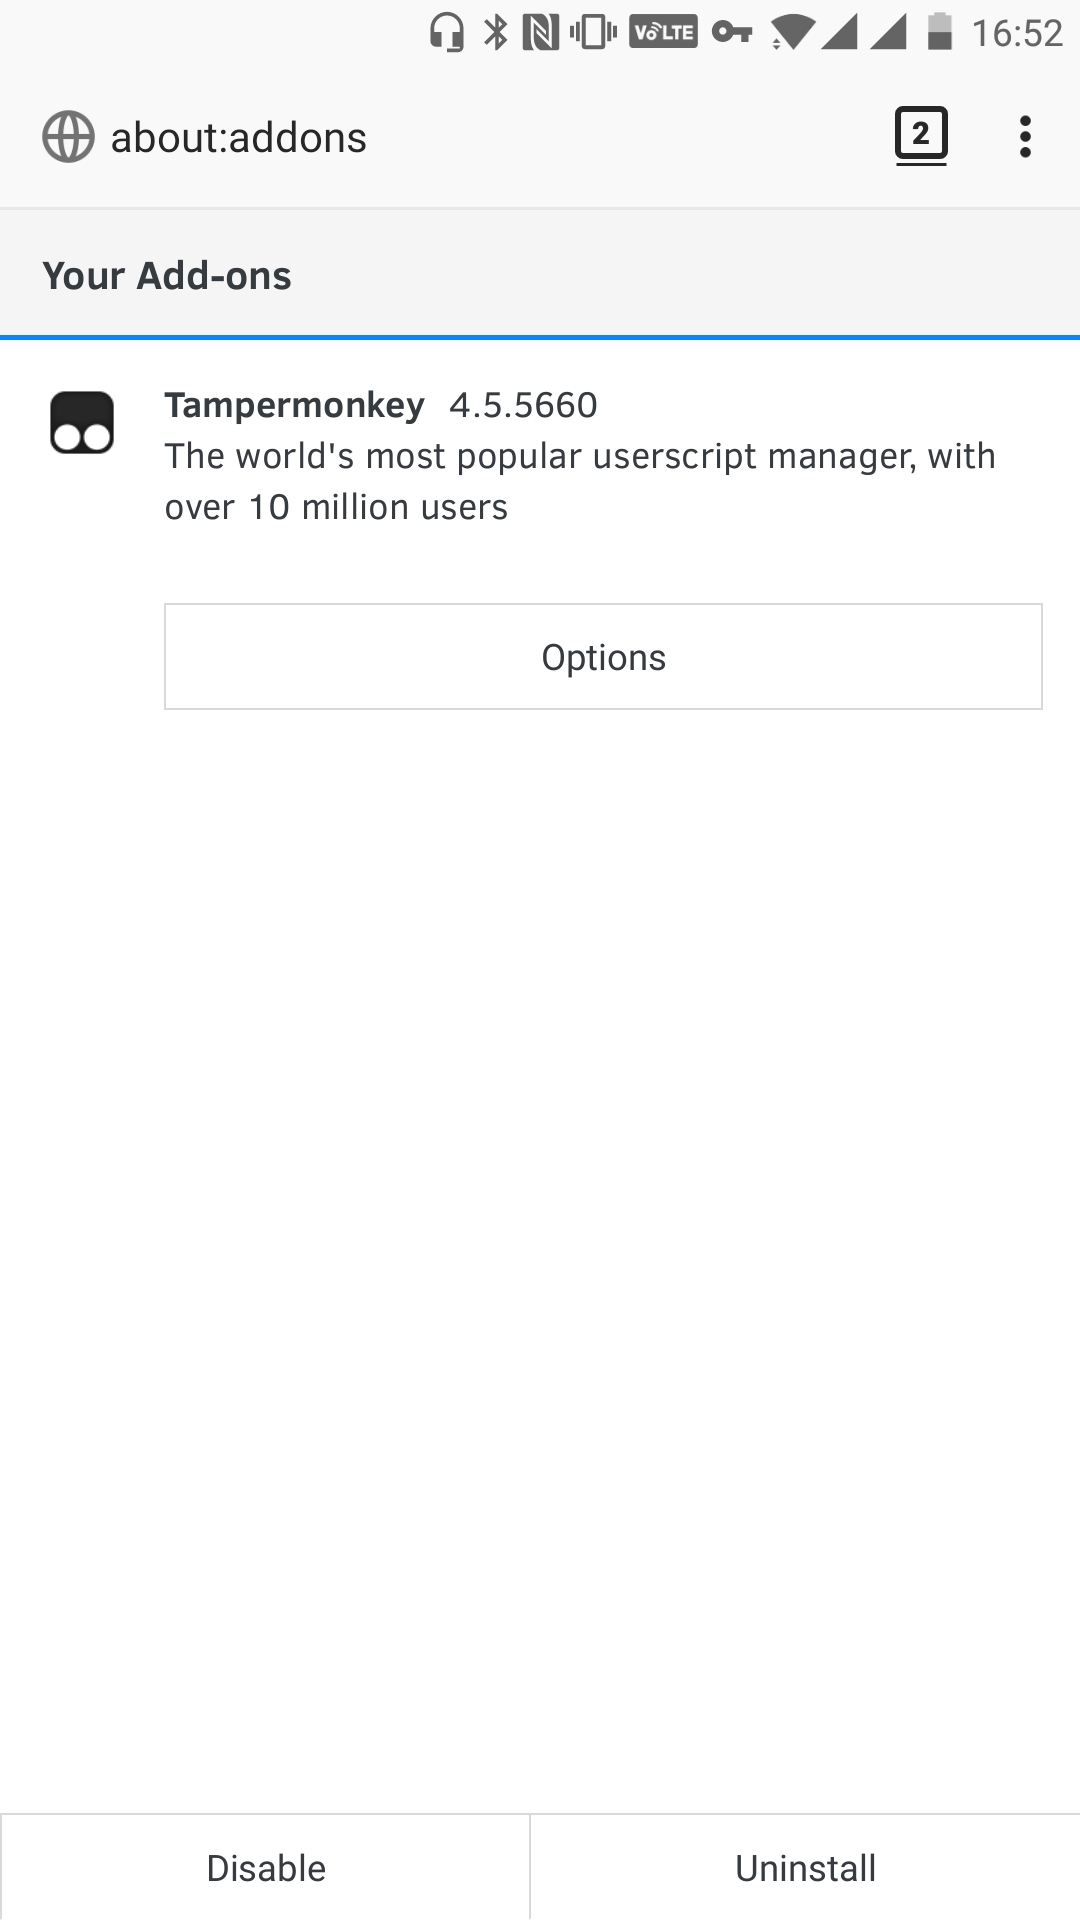 VoLTE 16:52
about:addons 2
Your Add-ons
Tampermonkey 4.5.5660
The world's most popular userscript manager, with
over 10 million users
Options
Disable Uninstall